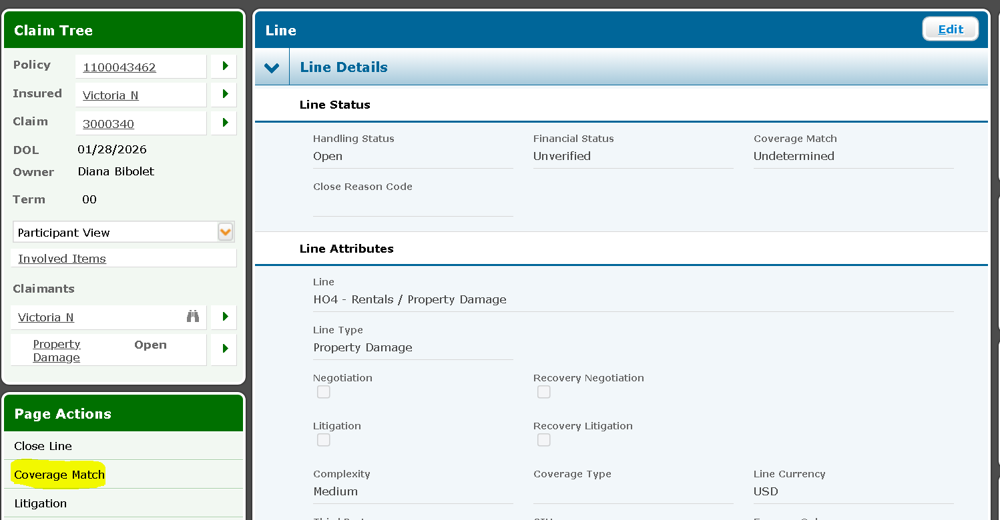 Claim Tree
Policy 1100043462
Insured Victoria N
Claim 3000340
DOL 01/28/2026
Owner Diana Bibolet
Term 00
Participant View
Involved Items
Claimants
Victoria N
Property Damage Open
Page Actions
Close Line
Coverage Match
Litigation
Line Edit
Line Details
Line Status
Handling Status Financial Status Coverage Match
Open Unverified Undetermined
Close Reason Code
Line Attributes
Line
HO4 - Rentals / Property Damage
Line Type
Property Damage
Negotiation Recovery Negotiation
Litigation Recovery Litigation
Complexity Coverage Type Line Currency
Medium USD